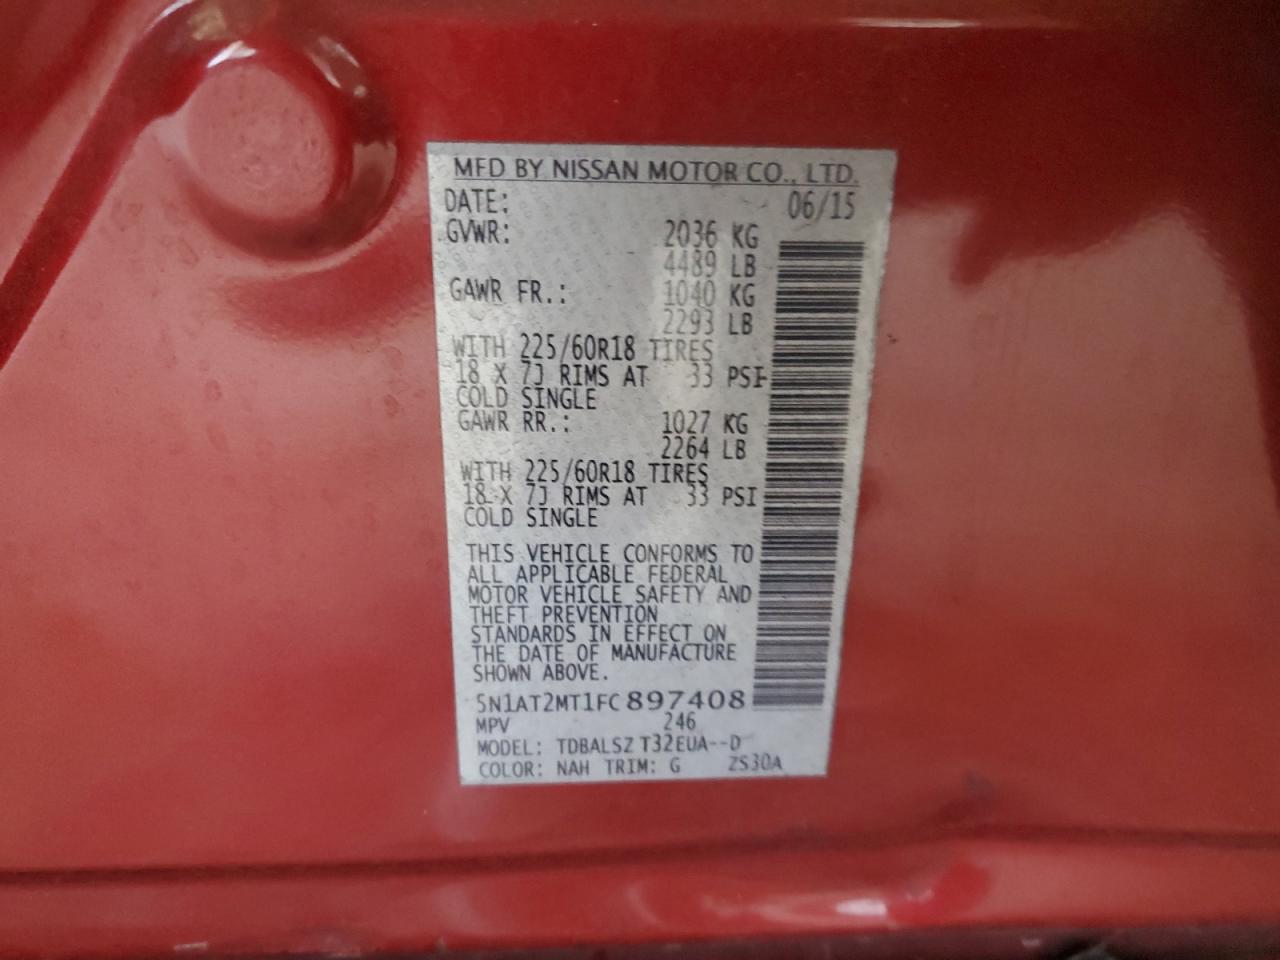 MFD BY NISSAN MOTOR CO., LTD.
DATE: 06/15
GVWR: 2036 KG
4489 LB
GAWR FR.: 1040 KG
2293 LB
WITH 225/60R18 TIRES
18 X 7J RIMS AT 33 PSI
COLD SINGLE
GAWR RR.: 1027 KG
2264 LB
WITH 225/60R18 TIRES
18 X 7J RIMS AT 33 PSI
COLD SINGLE
THIS VEHICLE CONFORMS TO
ALL APPLICABLE FEDERAL
MOTOR VEHICLE SAFETY AND
THEFT PREVENTION
STANDARDS IN EFFECT ON
THE DATE OF MANUFACTURE
SHOWN ABOVE.
5N1AT2MT1FC897408
MPV 246
MODEL: TDBALSZ T32EUA--D
COLOR: NAH TRIM: G ZS30A